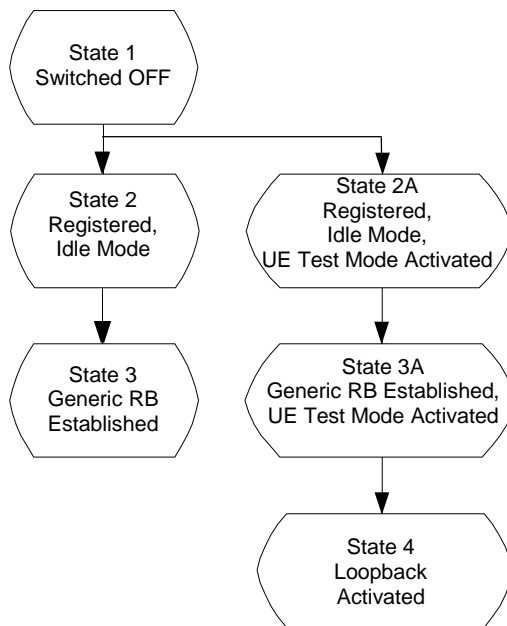 State 1
Switched OFF
State 2
Registered,
Idle Mode
State 2A
Registered,
Idle Mode,
UE Test Mode Activated
State 3
Generic RB
Established
State 3A
Generic RB Established,
UE Test Mode Activated
State 4
Loopback
Activated